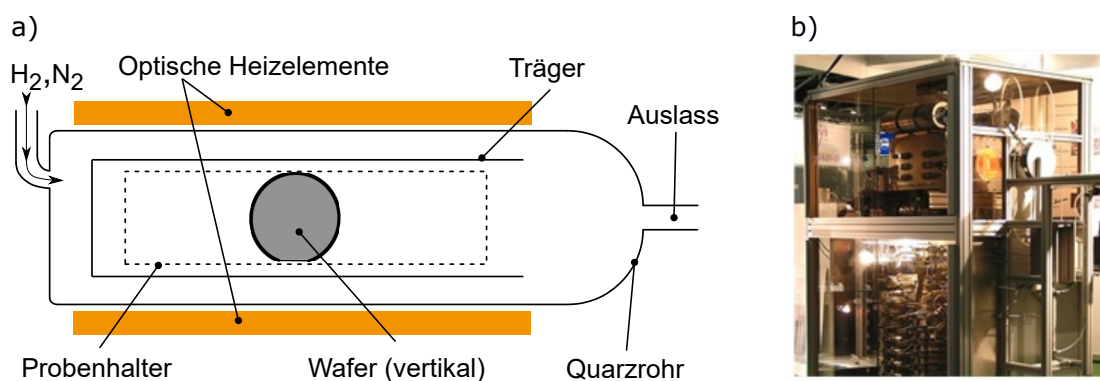 a)
b)
H2,N2
Optische Heizelemente
Träger
Auslass
Probenhalter
Wafer (vertikal)
Quarzrohr